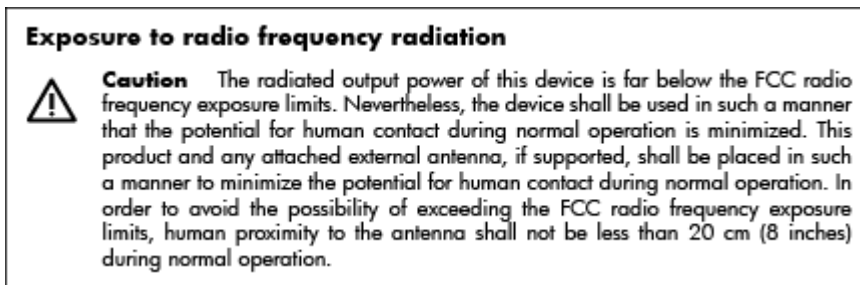 Exposure to radio frequency radiation
Caution The radiated output power of this device is far below the FCC radio
frequency exposure limits. Nevertheless, the device shall be used in such a manner
that the potential for human contact during normal operation is minimized. This
product and any attached external antenna, if supported, shall be placed in such
a manner to minimize the potential for human contact during normal operation. In
order to avoid the possibility of exceeding the FCC radio frequency exposure
limits, human proximity to the antenna shall not be less than 20 cm (8 inches)
during normal operation.